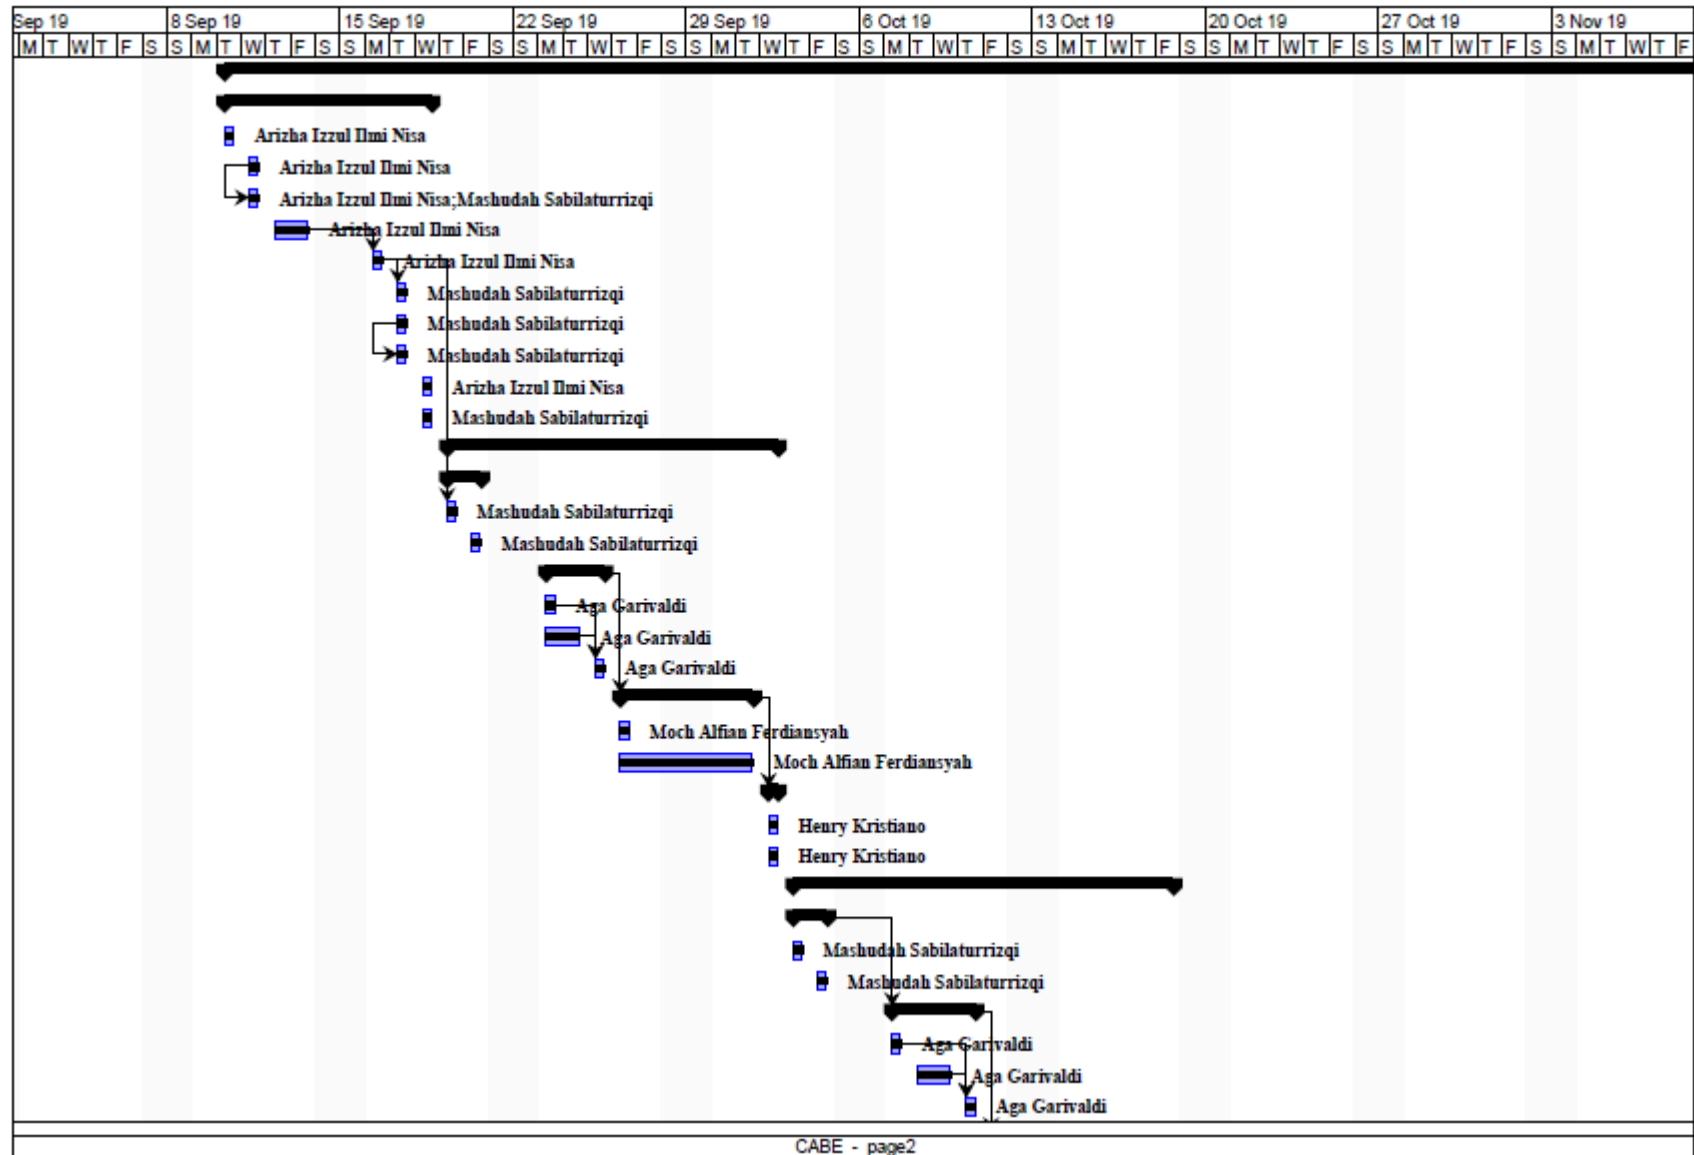 Sep 19 8 Sep 19 15 Sep 19 22 Sep 19 29 Sep 19 6 Oct 19 13 Oct 19 20 Oct 19 27 Oct 19 3 Nov 19
M T W T F S S M T W T F S S M T W T F S S M T W T F S S M T W T F S S M T W T F S S M T W T F S S M T W T F S S M T W T F S S M T W T F
Arizha Izzul Ilmi Nisa
Arizha Izzul Ilmi Nisa
Arizha Izzul Ilmi Nisa;Mashudah Sabilaturrizqi
Arizha Izzul Ilmi Nisa
Arizha Izzul Ilmi Nisa
Mashudah Sabilaturrizqi
Mashudah Sabilaturrizqi
Mashudah Sabilaturrizqi
Arizha Izzul Ilmi Nisa
Mashudah Sabilaturrizqi
Mashudah Sabilaturrizqi
Mashudah Sabilaturrizqi
Aga Garivaldi
Aga Garivaldi
Aga Garivaldi
Moch Alfian Ferdiansyah
Moch Alfian Ferdiansyah
Henry Kristiano
Henry Kristiano
Mashudah Sabilaturrizqi
Mashudah Sabilaturrizqi
Aga Garivaldi
Aga Garivaldi
Aga Garivaldi
CABE - page2